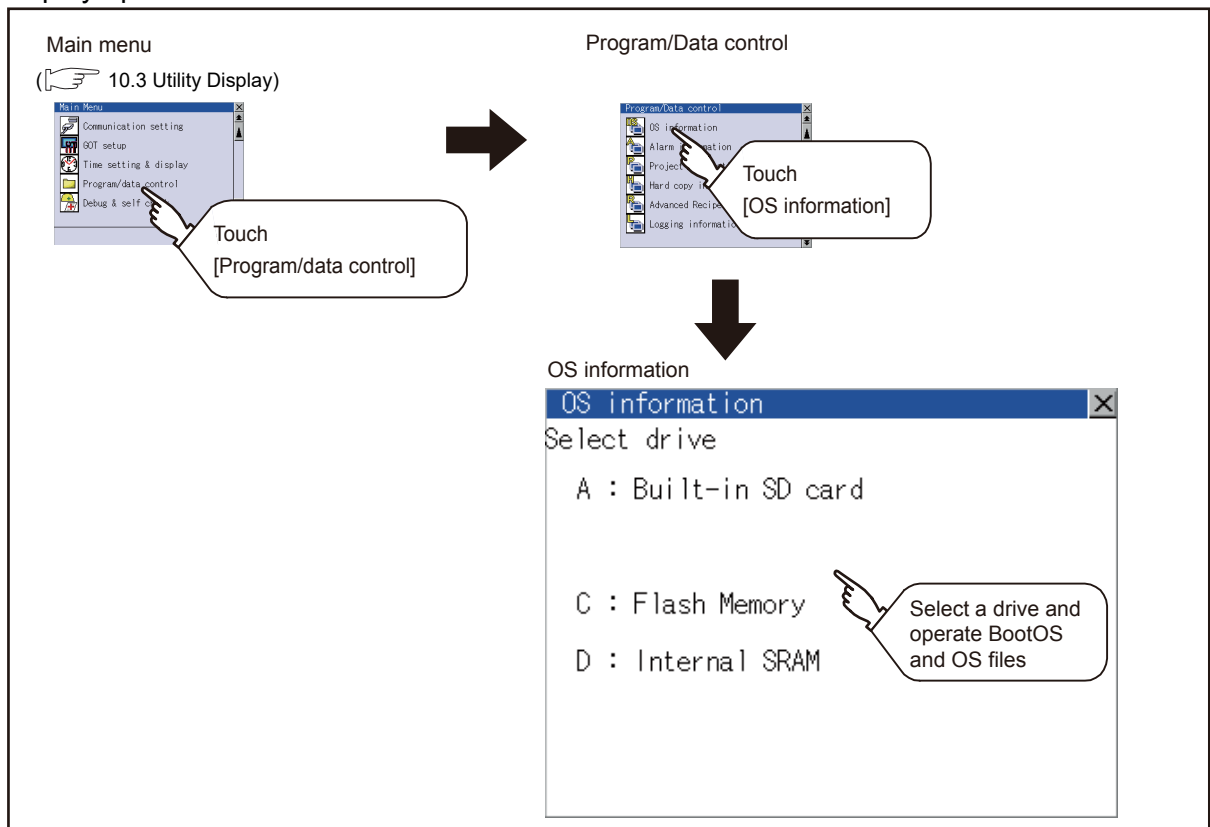 Main menu
( 10.3 Utility Display)
Main Menu
Communication setting
GOT setup
Time setting & display
Program/data control
Debug & self
Touch
[Program/data control]
Program/Data control
Program/Data control
OS information
Alarm
Project
Hard copy
Advanced Recipe
Logging
Touch
[OS information]
OS information
OS information
Select drive
A : Built-in SD card
C : Flash Memory
D : Internal SRAM
Select a drive and
operate BootOS
and OS files